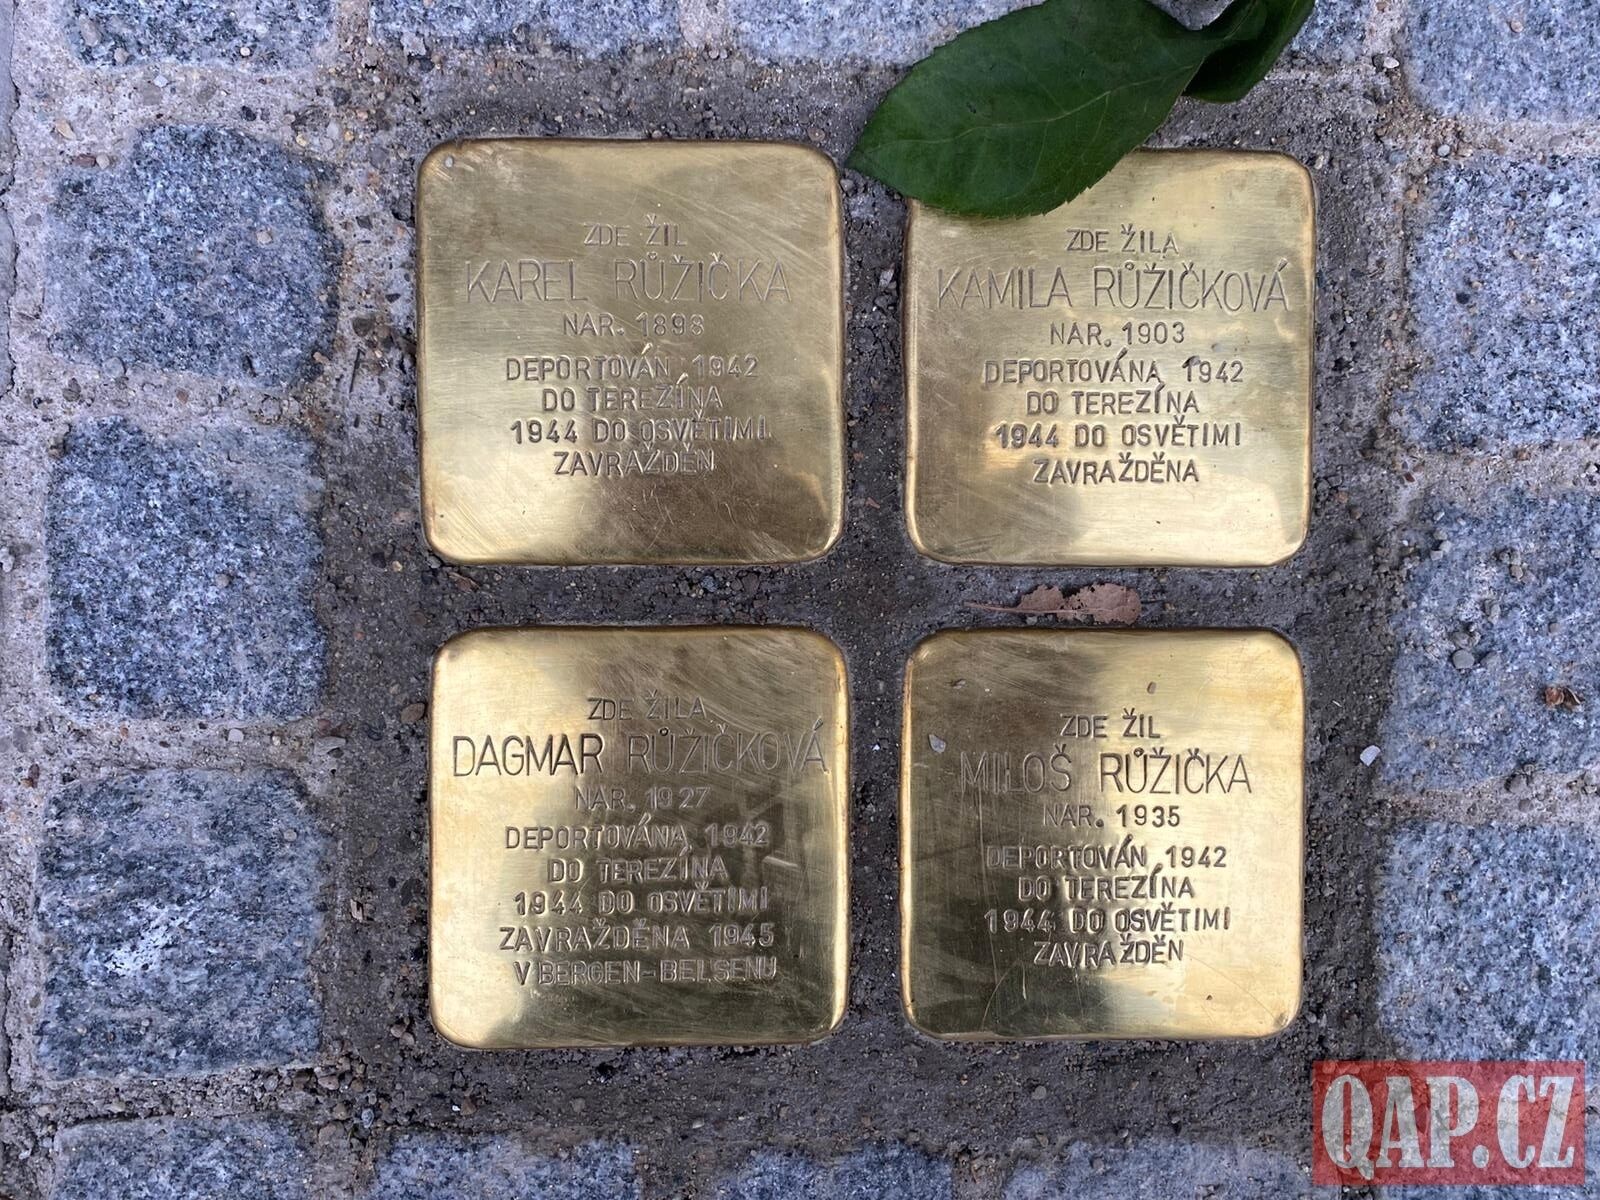 ZDE ŽIL
KAREL RŮŽIČKA
NAR. 1898
DEPORTOVÁN 1942
DO TEREZÍNA
1944 DO OSVĚTIMI
ZAVRAŽDĚN
ZDE ŽILA
KAMILA RŮŽIČKOVÁ
NAR. 1903
DEPORTOVÁNA 1942
DO TEREZÍNA
1944 DO OSVĚTIMI
ZAVRAŽDĚNA
ZDE ŽILA
DAGMAR RŮŽIČKOVÁ
NAR. 1927
DEPORTOVÁNA 1942
DO TEREZÍNA
1944 DO OSVĚTIMI
ZAVRAŽDĚNA 1945
V BERGEN-BELSENU
ZDE ŽIL
MILOŠ RŮŽIČKA
NAR. 1935
DEPORTOVÁN 1942
DO TEREZÍNA
1944 DO OSVĚTIMI
ZAVRAŽDĚN
QAP.CZ